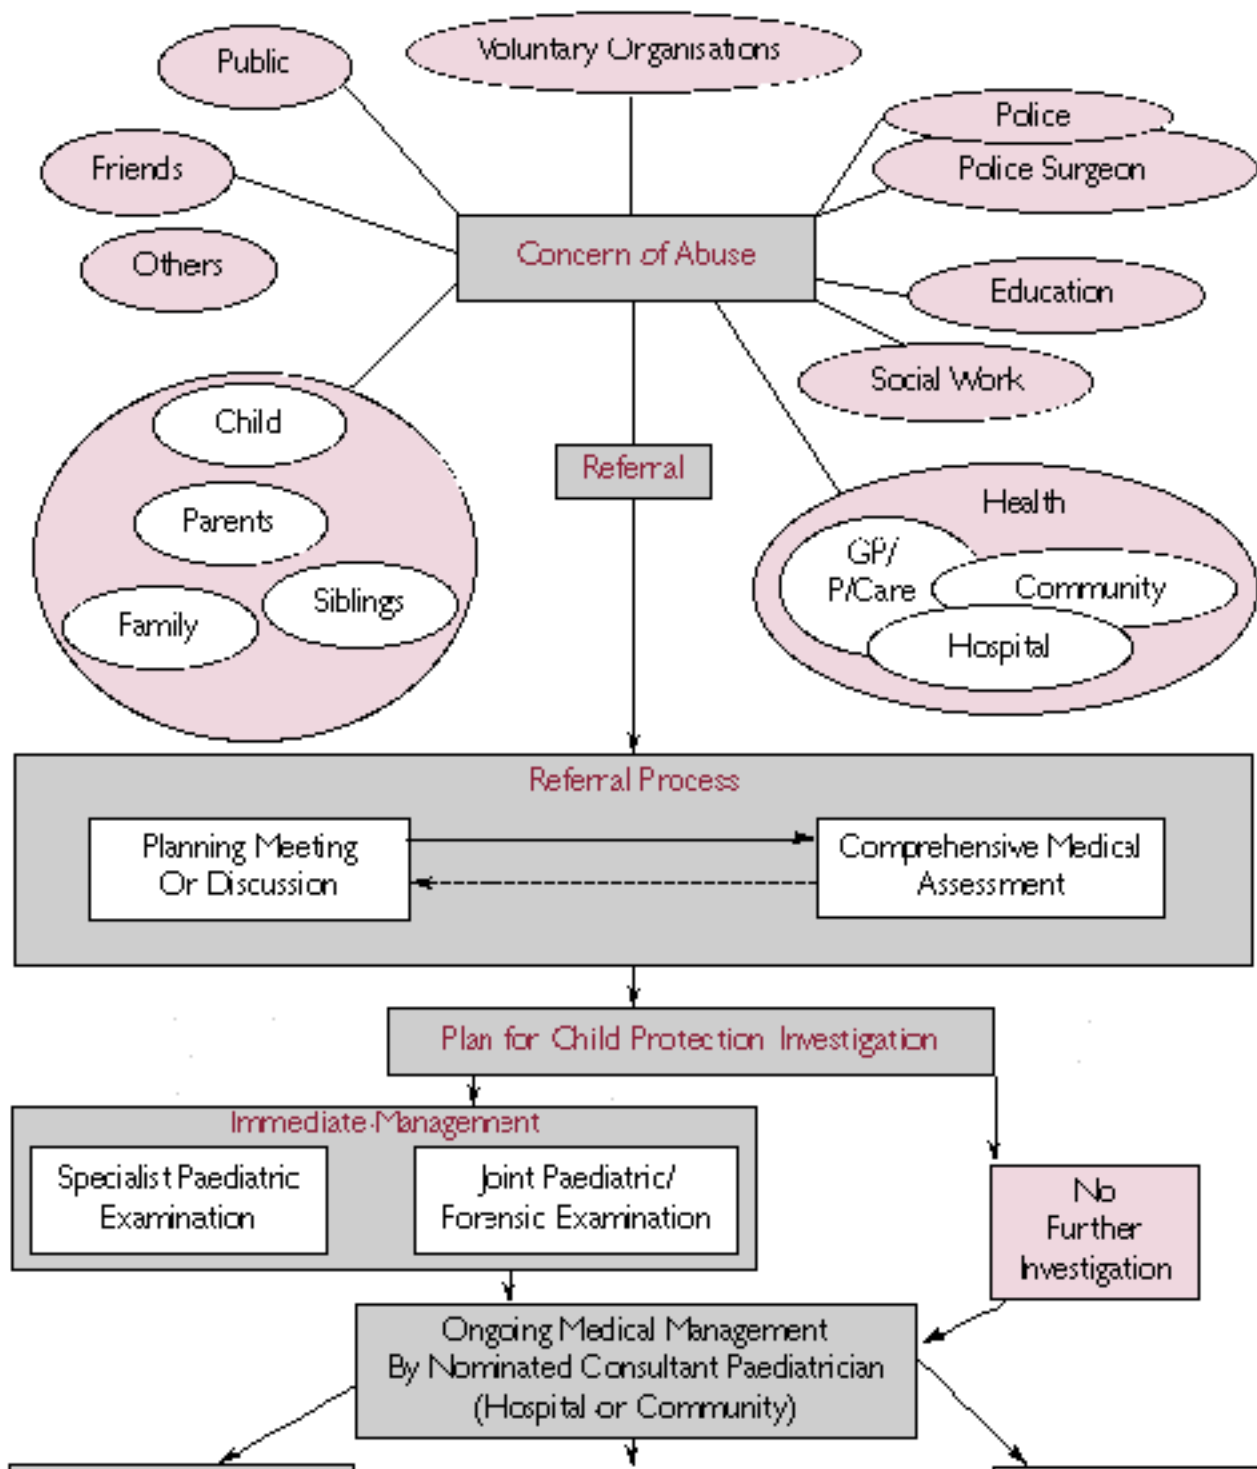 Public
Voluntary Organisations
Police
Police Surgeon
Friends
Others
Concern of Abuse
Education
Social Work
Child
Parents
Siblings
Family
Referral
Health
GP/
P/Care
Community
Hospital
Referral Process
Planning Meeting
Or Discussion
Comprehensive Medical
Assessment
Plan for Child Protection Investigation
Immediate Management
Specialist Paediatric
Examination
Joint Paediatric/
Forensic Examination
No
Further
Investigation
Ongoing Medical Management
By Nominated Consultant Paediatrician
(Hospital or Community)